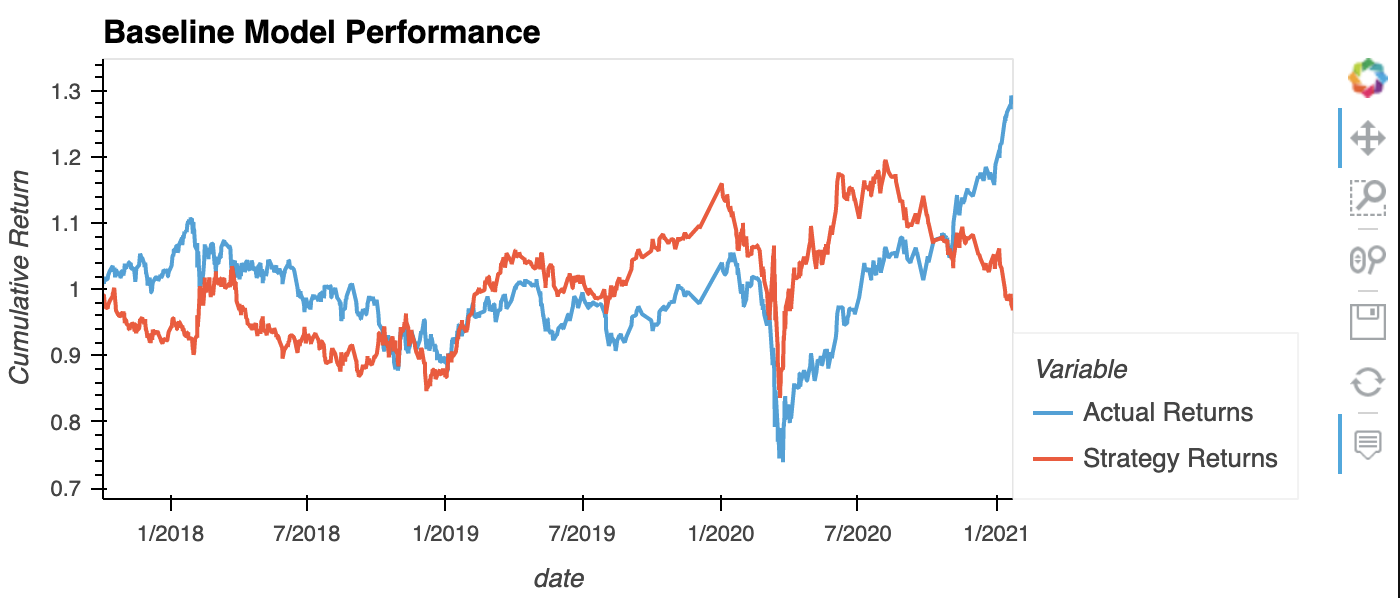 Baseline Model Performance
Cumulative Return
1.3
1.2
1.1
1
0.9
0.8
0.7
1/2018 7/2018 1/2019 7/2019 1/2020 7/2020 1/2021
date
Variable
Actual Returns
Strategy Returns